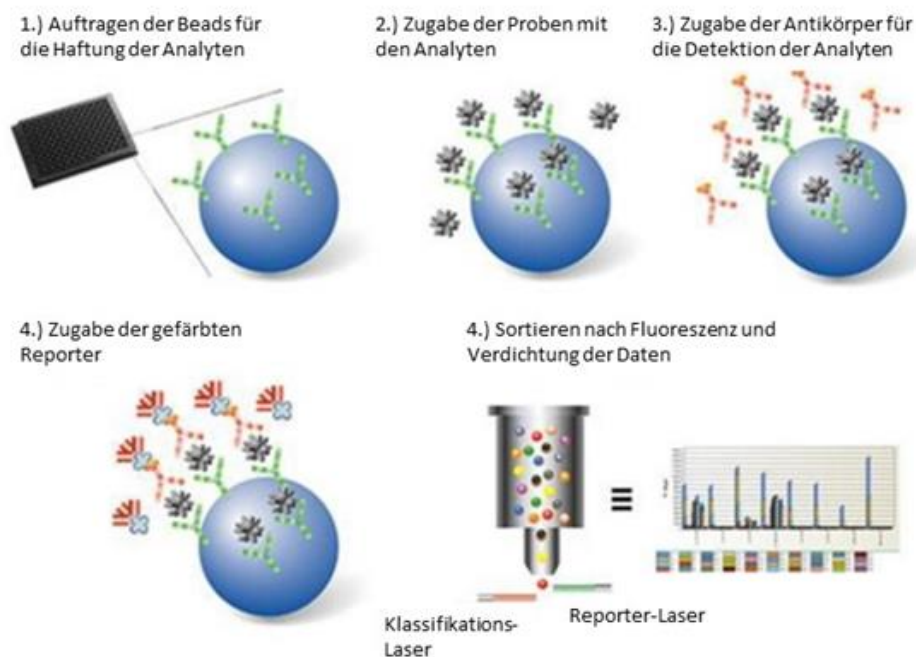 1.) Auftragen der Beads für
die Haftung der Analyten
2.) Zugabe der Proben mit
den Analyten
3.) Zugabe der Antikörper für
die Detektion der Analyten
4.) Zugabe der gefärbten
Reporter
4.) Sortieren nach Fluoreszenz und
Verdichtung der Daten
Klassifikations-
Laser
Reporter-Laser